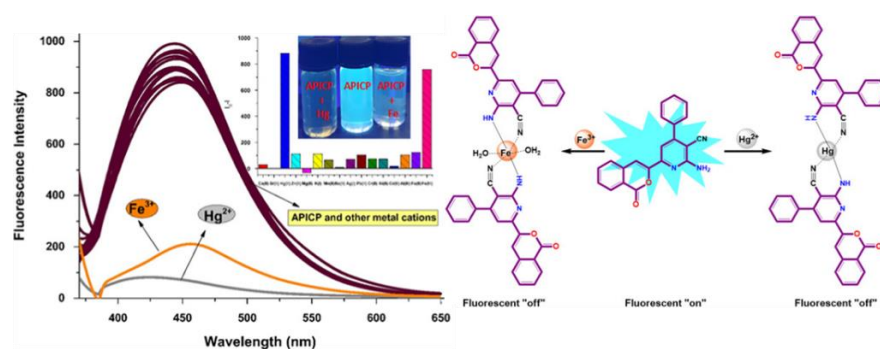 1000
800
600
400
200
0
Fluorescence Intensity
400
450
500
550
600
650
Wavelength (nm)
Fe3+
Hg2+
APICP
+
Hg
APICP
APICP
+
Fe
APICP and other metal cations
O
O
N
HN
C
N
H2O
Fe
OH2
N
C
NH
N
O
O
Fluorescent "off"
Fe3+
CN
N
NH2
O
O
Fluorescent "on"
Hg2+
O
O
N
HN
C
N
Hg
N
C
NH
N
O
O
Fluorescent "off"